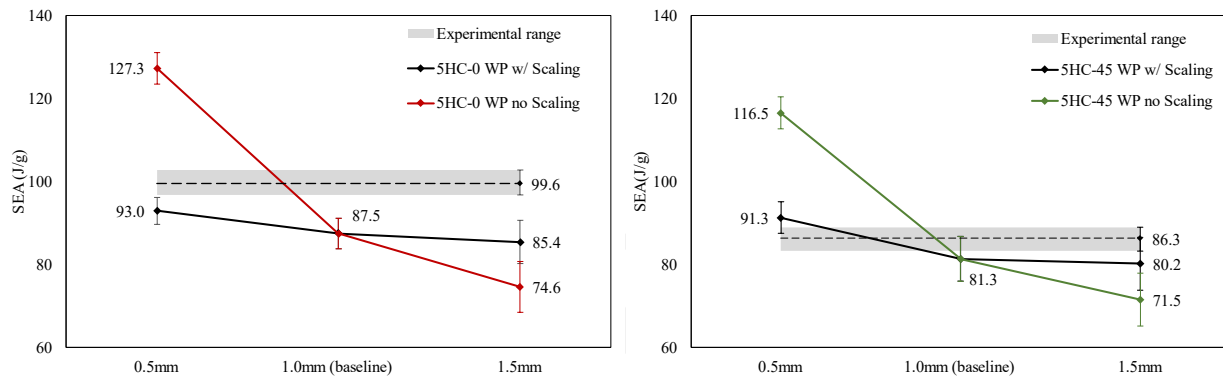 140
120
100
80
60
SEA (J/g)
Experimental range
5HC-0 WP w/ Scaling
5HC-0 WP no Scaling
127.3
99.6
93.0
87.5
85.4
74.6
0.5mm
1.0mm (baseline)
1.5mm
140
120
100
80
60
SEA(J/g)
Experimental range
5HC-45 WP w/ Scaling
5HC-45 WP no Scaling
116.5
91.3
86.3
81.3
80.2
71.5
0.5mm
1.0mm (baseline)
1.5mm